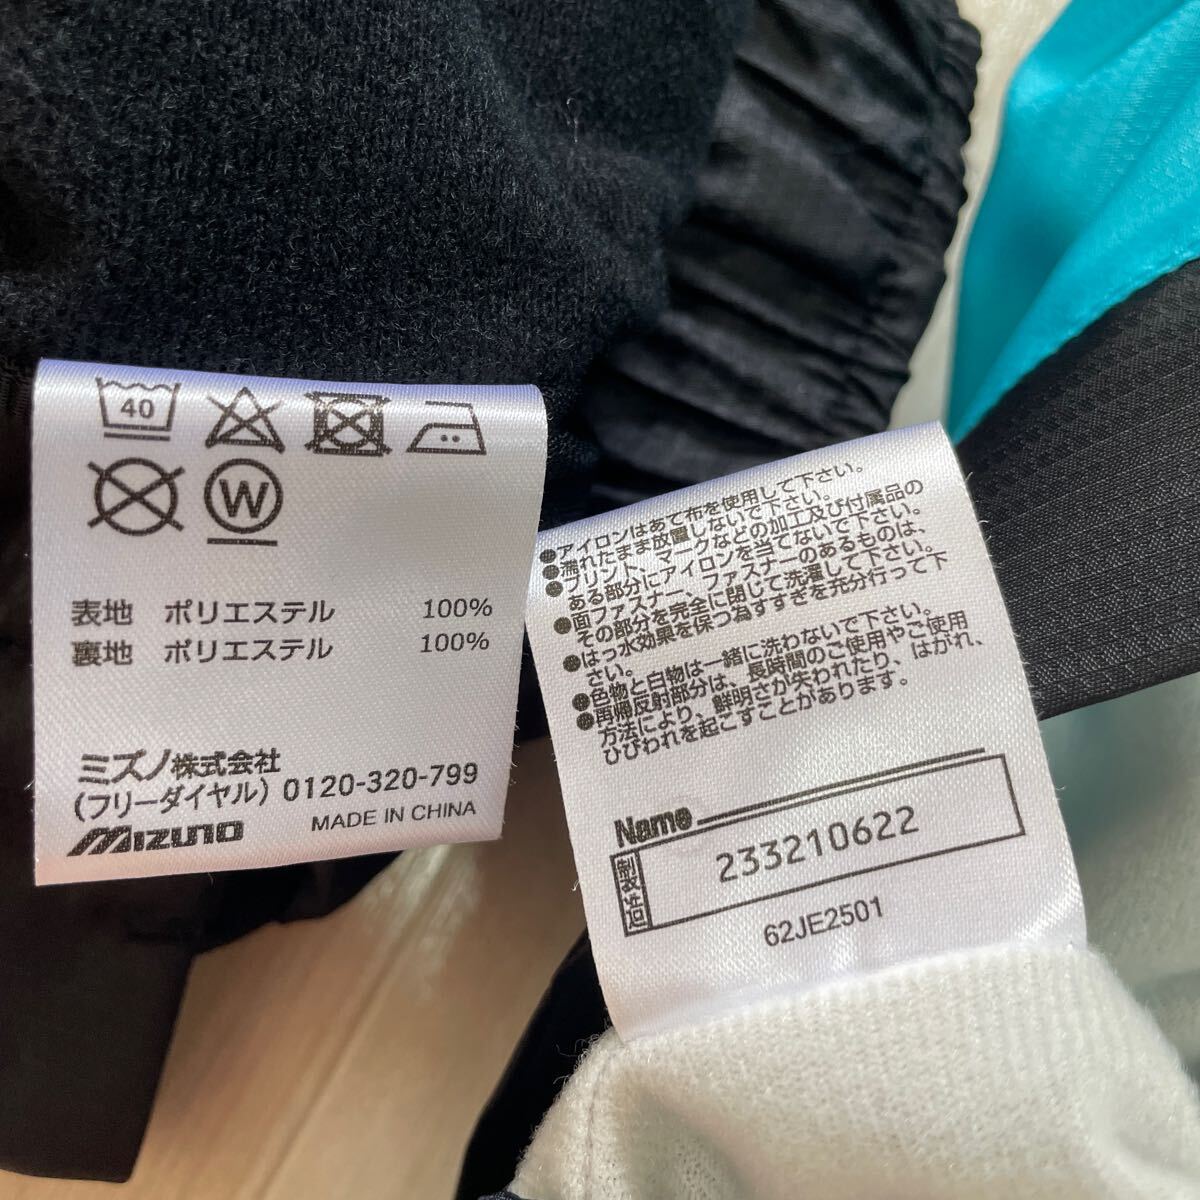 40
W
表地 ポリエステル 100%
裏地 ポリエステル 100%
ミズノ株式会社
(フリーダイヤル) 0120-320-799
MIZUNO MADE IN CHINA
●アイロンはあて布を使用して下さい。
●濡れたまま放置しないで下さい。
●プリント、マークなどの加工及び付属品の
ある部分にアイロンを当てないで下さい。
●面ファスナー、ファスナーのあるものは、
その部分を完全に閉じて洗濯して下さい。
●はっ水効果を保つ為すすぎを充分行って下
さい。
●色物と白物は一緒に洗わないで下さい。
●再帰反射部分は、長時間のご使用やご使用
方法により、鮮明さが失われたり、はがれ、
ひびわれを起こすことがあります。
Name
製造
233210622
62JE2501